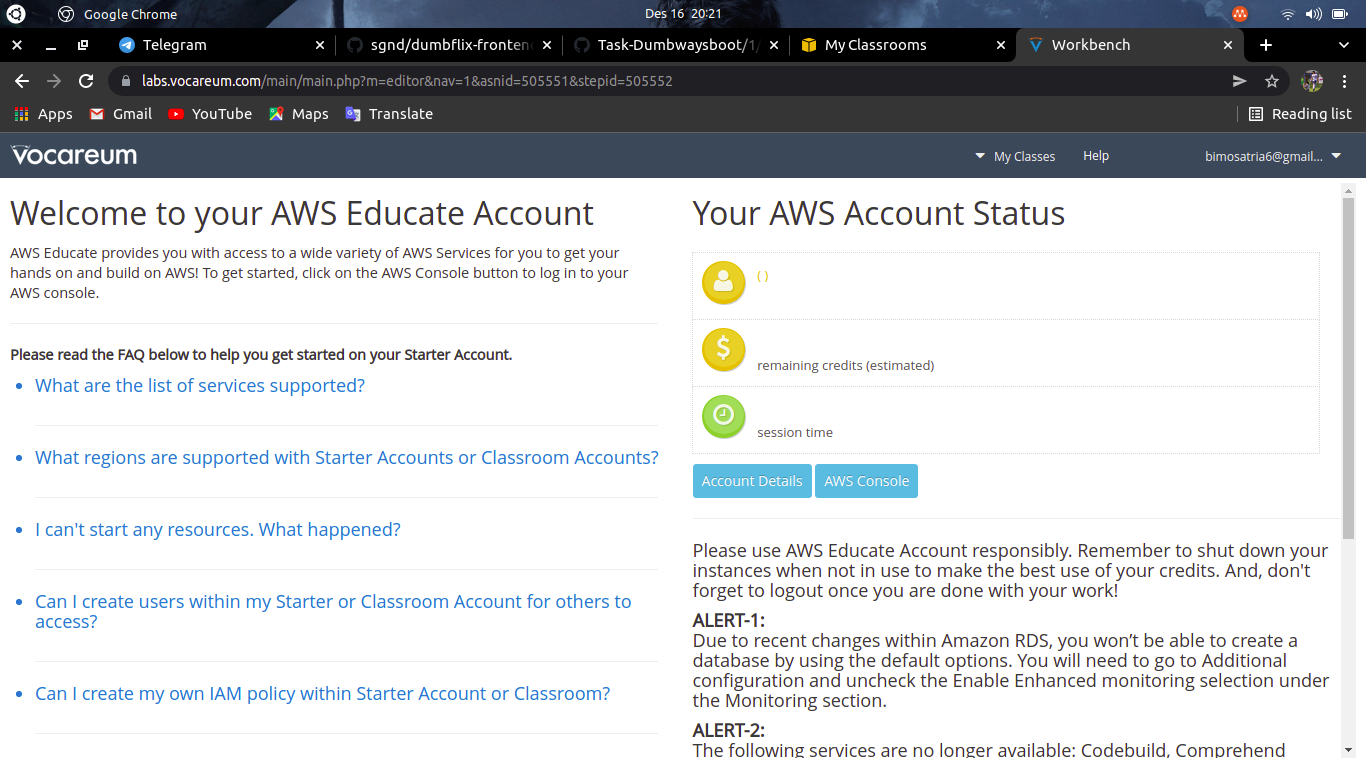 Google Chrome
Des 16 20:21
Telegram
sgnd/dumbflix-fronten
Task-Dumbwaysboot/1/
My Classrooms
Workbench
labs.vocareum.com/main/main.php?m=editor&nav=1&asnid=505551&stepid=505552
Apps
Gmail
YouTube
Maps
Translate
Reading list
vocareum
My Classes
Help
bimosatria6@gmail...
Welcome to your AWS Educate Account
AWS Educate provides you with access to a wide variety of AWS Services for you to get your
hands on and build on AWS! To get started, click on the AWS Console button to log in to your
AWS console.
Please read the FAQ below to help you get started on your Starter Account.
What are the list of services supported?
What regions are supported with Starter Accounts or Classroom Accounts?
I can't start any resources. What happened?
Can I create users within my Starter or Classroom Account for others to
access?
Can I create my own IAM policy within Starter Account or Classroom?
Your AWS Account Status
( )
$
remaining credits (estimated)
session time
Account Details
AWS Console
Please use AWS Educate Account responsibly. Remember to shut down your
instances when not in use to make the best use of your credits. And, don't
forget to logout once you are done with your work!
ALERT-1:
Due to recent changes within Amazon RDS, you won’t be able to create a
database by using the default options. You will need to go to Additional
configuration and uncheck the Enable Enhanced monitoring selection under
the Monitoring section.
ALERT-2:
The following services are no longer available: Codebuild, Comprehend